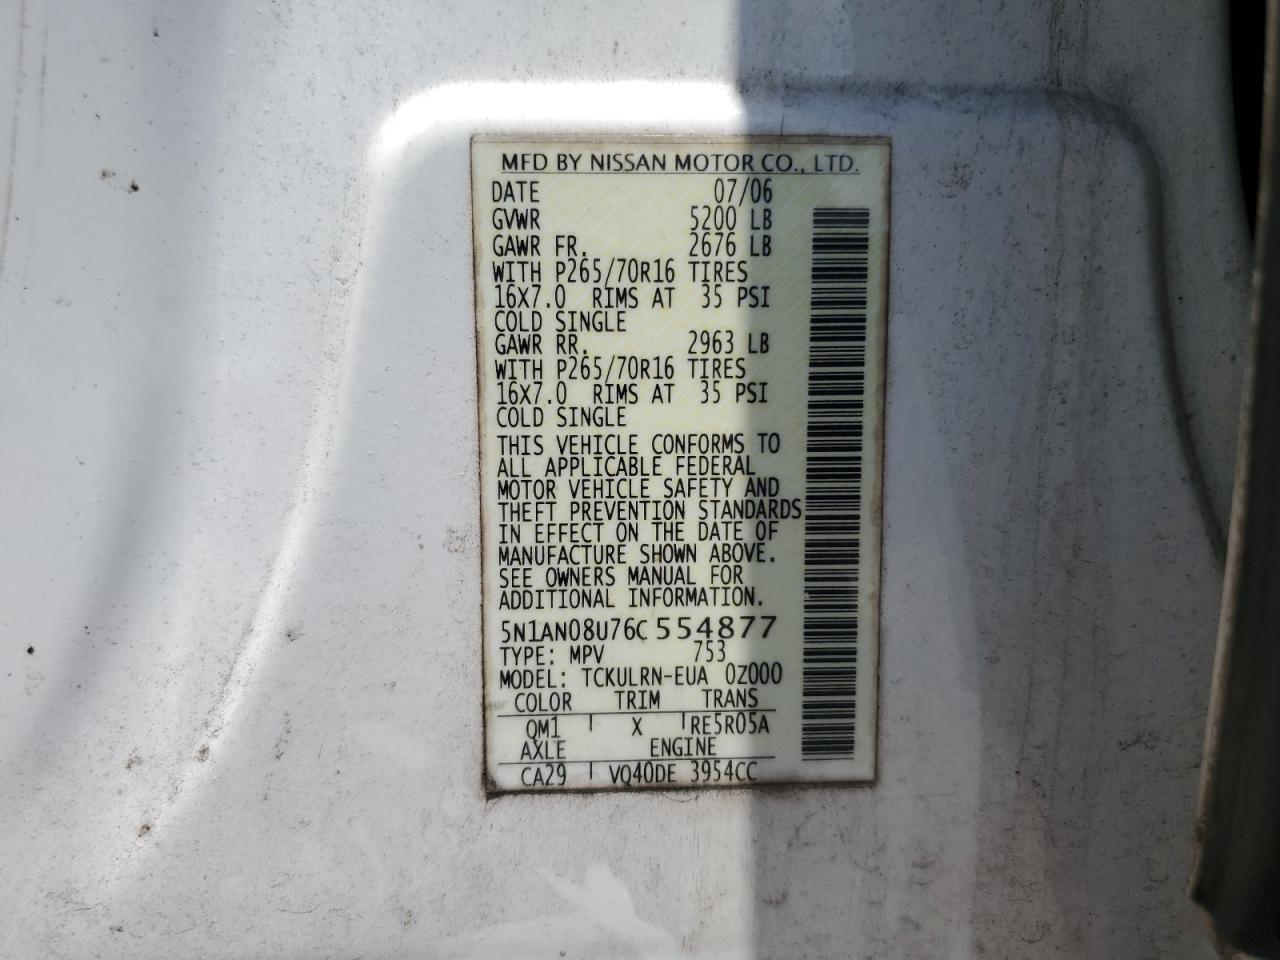 MFD BY NISSAN MOTOR CO., LTD.
DATE 07/06
GVWR 5200 LB
GAWR FR. 2676 LB
WITH P265/70R16 TIRES
16X7.0 RIMS AT 35 PSI
COLD SINGLE
GAWR RR. 2963 LB
WITH P265/70R16 TIRES
16X7.0 RIMS AT 35 PSI
COLD SINGLE
THIS VEHICLE CONFORMS TO
ALL APPLICABLE FEDERAL
MOTOR VEHICLE SAFETY AND
THEFT PREVENTION STANDARDS
IN EFFECT ON THE DATE OF
MANUFACTURE SHOWN ABOVE.
SEE OWNERS MANUAL FOR
ADDITIONAL INFORMATION.
5N1AN08U76C 554877
TYPE: MPV 753
MODEL: TCKULRN-EUA 0Z000
COLOR TRIM TRANS
QM1 X RE5R05A
AXLE ENGINE
CA29 VQ40DE 3954CC